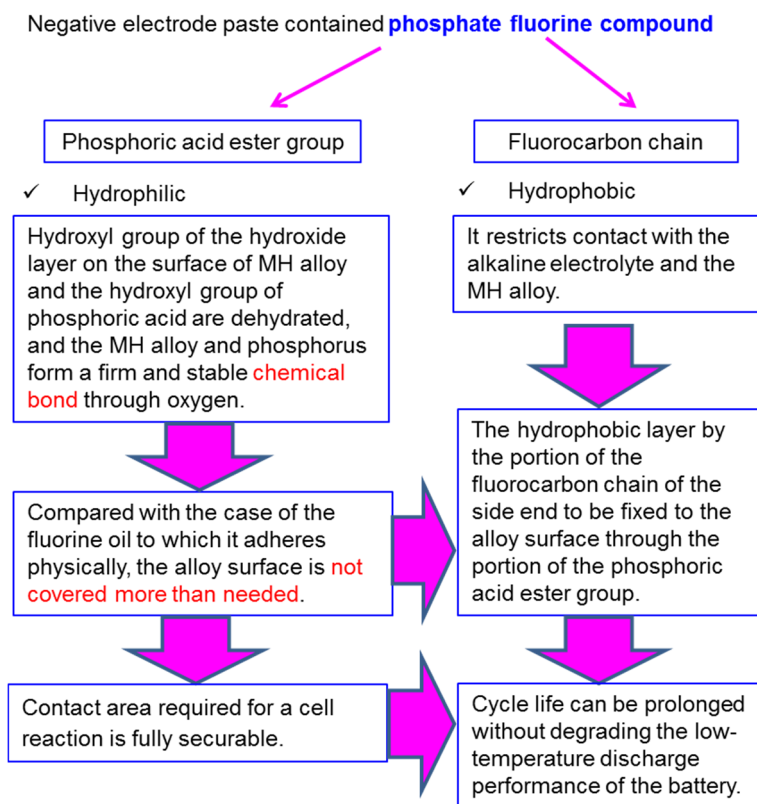 Negative electrode paste contained phosphate fluorine compound
Phosphoric acid ester group
✓ Hydrophilic
Hydroxyl group of the hydroxide
layer on the surface of MH alloy
and the hydroxyl group of
phosphoric acid are dehydrated,
and the MH alloy and phosphorus
form a firm and stable chemical
bond through oxygen.
Compared with the case of the
fluorine oil to which it adheres
physically, the alloy surface is not
covered more than needed.
Contact area required for a cell
reaction is fully securable.
Fluorocarbon chain
✓ Hydrophobic
It restricts contact with the
alkaline electrolyte and the
MH alloy.
The hydrophobic layer by
the portion of the
fluorocarbon chain of the
side end to be fixed to the
alloy surface through the
portion of the phosphoric
acid ester group.
Cycle life can be prolonged
without degrading the low-
temperature discharge
performance of the battery.